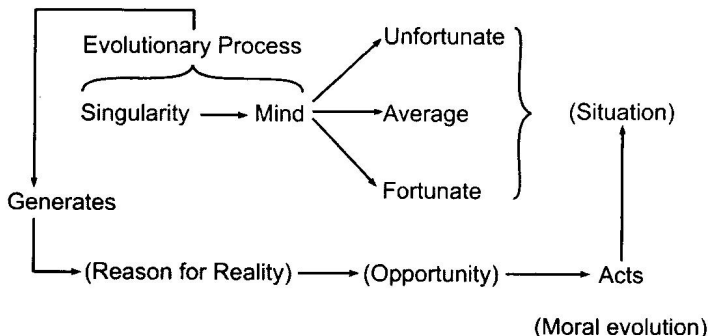 Evolutionary Process
Unfortunate
Singularity
Mind
Average
(Situation)
Fortunate
Generates
(Reason for Reality)
(Opportunity)
Acts
(Moral evolution)